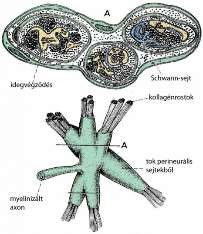 A
idegvégződés
Schwann-sejt
kollagénrostok
A
tok perineurális
sejtekből
myelinizált
axon